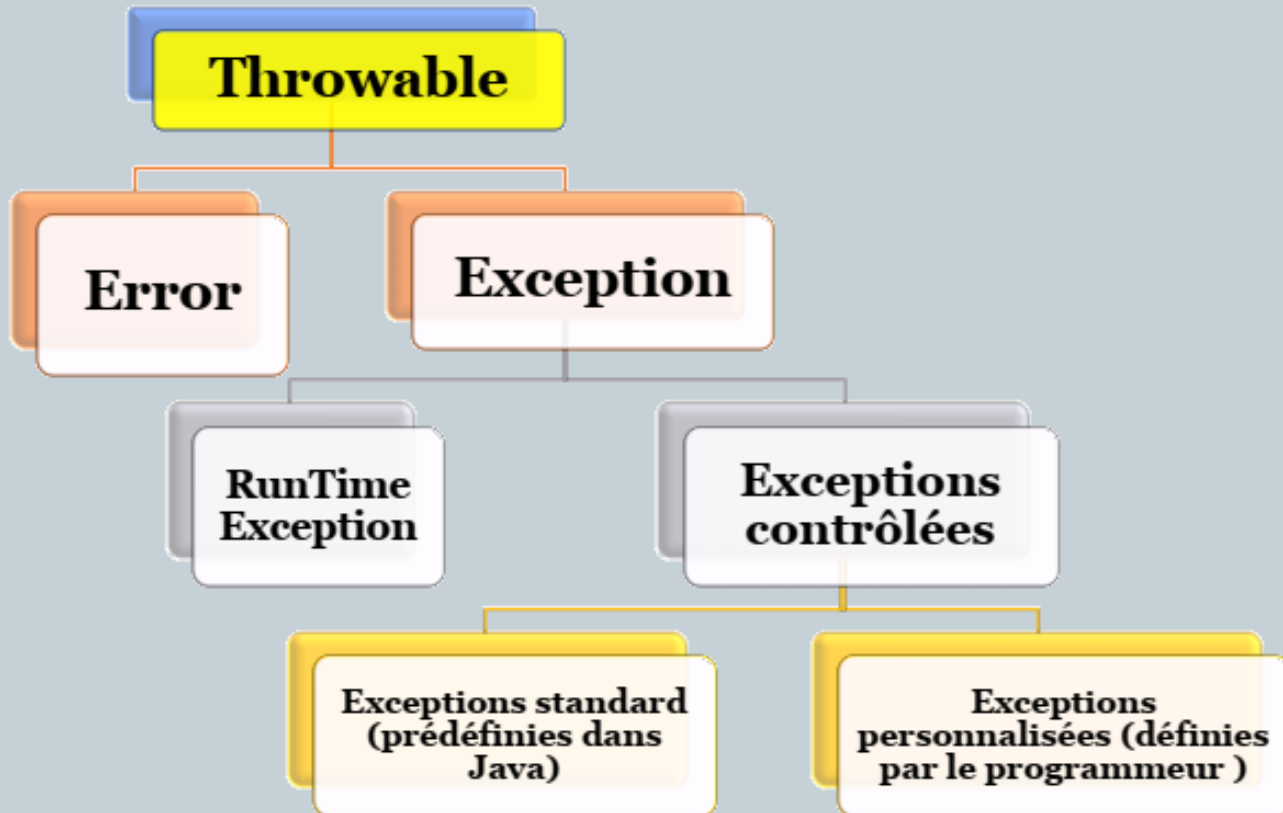 Throwable
Error
Exception
RunTime
Exception
Exceptions
contrôlées
Exceptions standard
(prédéfinies dans
Java)
Exceptions
personnalisées (définies
par le programmeur )